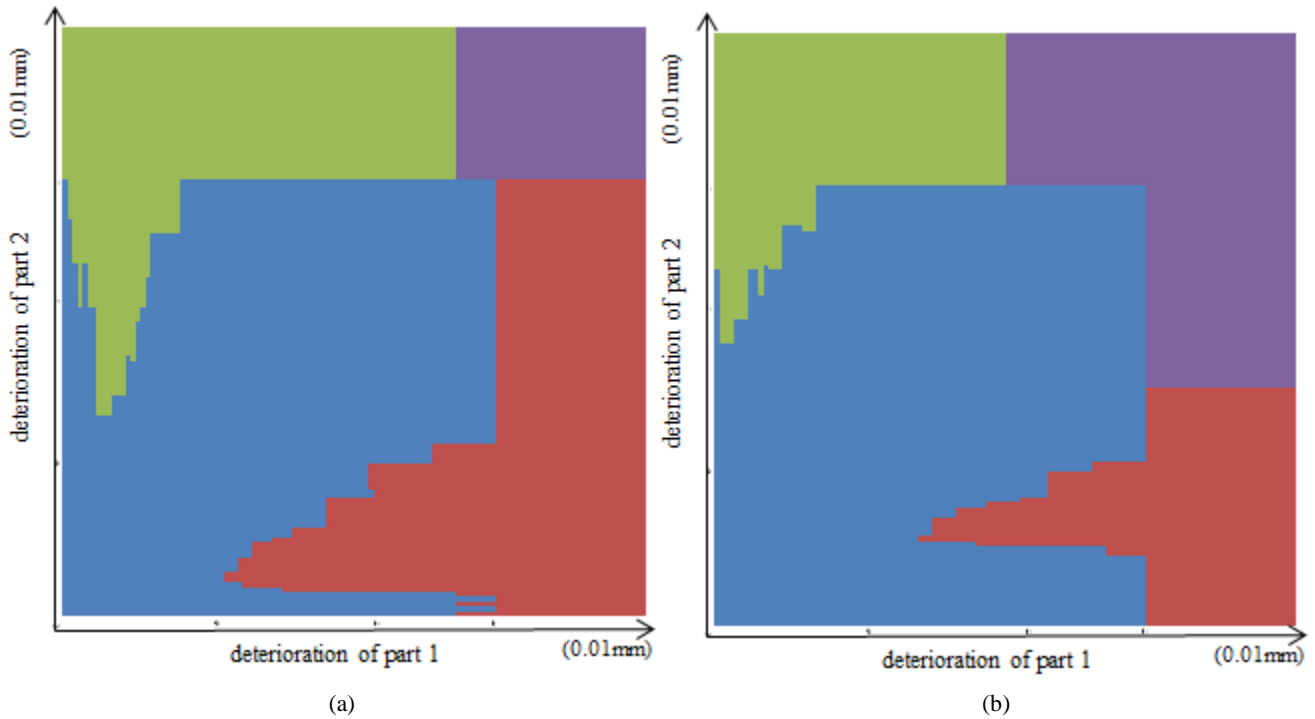 (0.01mm)
deterioration of part 2
deterioration of part 1
(0.01mm)
(a)
(0.01mm)
deterioration of part 2
deterioration of part 1
(0.01mm)
(b)